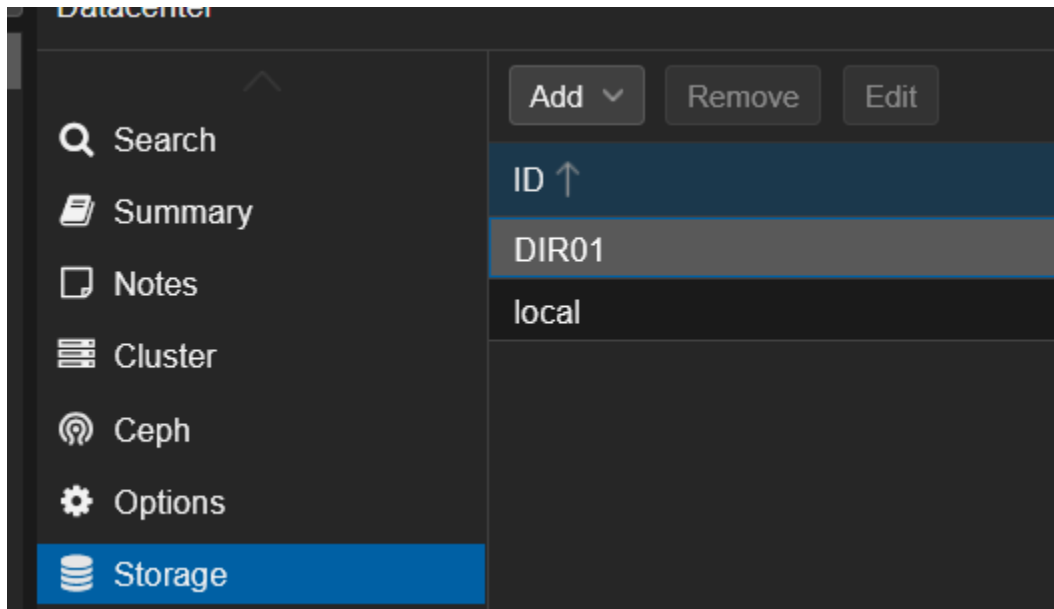 Datacenter
Search
Summary
Notes
Cluster
Ceph
Options
Storage
Add
Remove
Edit
ID
DIR01
local